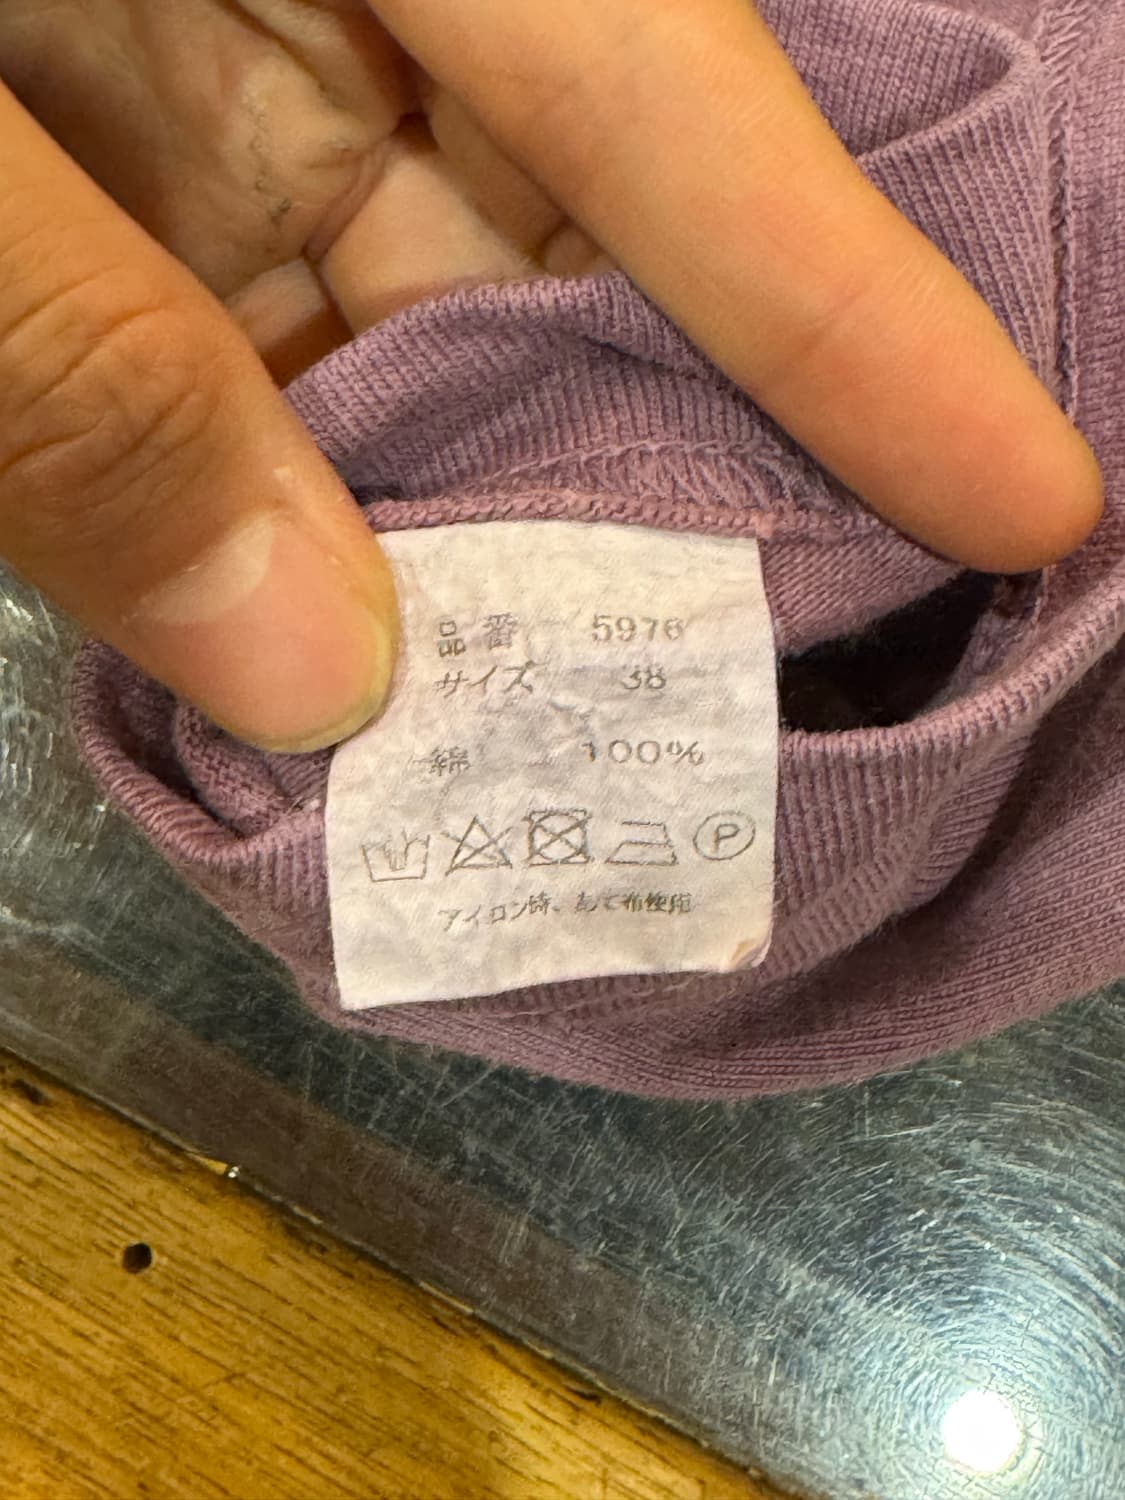 品番 5976
サイズ 38
綿 100%
P
アイロン時、あて布使用